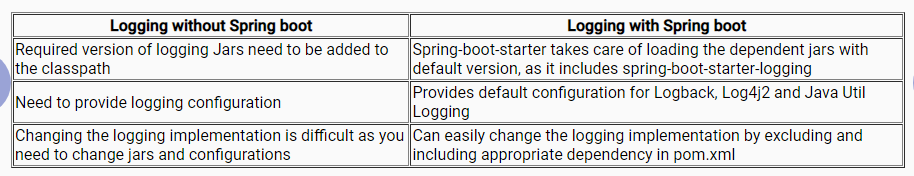 Logging without Spring boot
Logging with Spring boot
Required version of logging Jars need to be added to
the classpath
Spring-boot-starter takes care of loading the dependent jars with
default version, as it includes spring-boot-starter-logging
Need to provide logging configuration
Provides default configuration for Logback, Log4j2 and Java Util
Logging
Changing the logging implementation is difficult as you
need to change jars and configurations
Can easily change the logging implementation by excluding and
including appropriate dependency in pom.xml